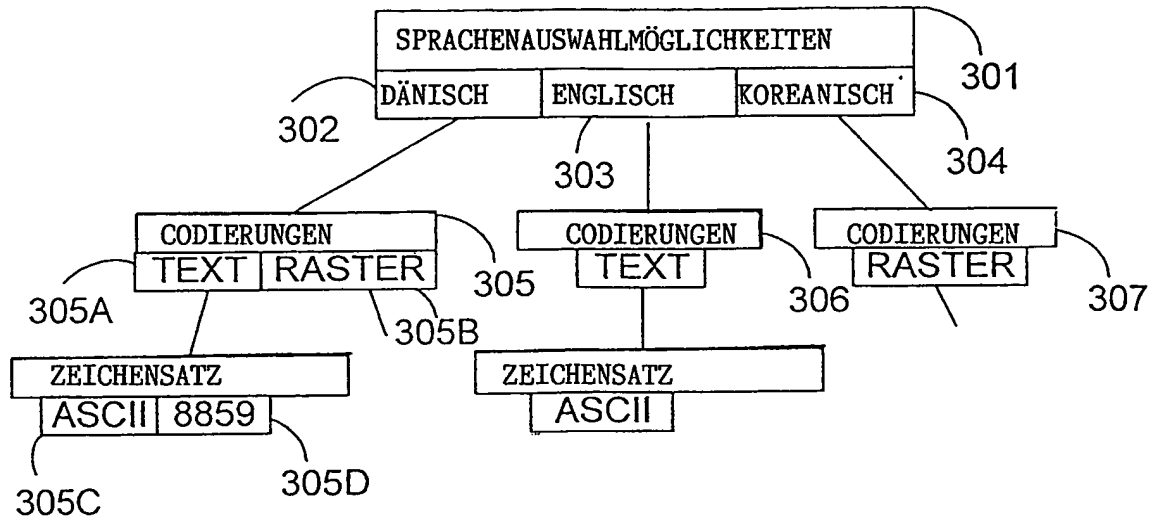 SPRACHENAUSWAHLMÖGLICHKEITEN
301
DÄNISCH ENGLISCH KOREANISCH
302
303
304
CODIERUNGEN CODIERUNGEN CODIERUNGEN
TEXT RASTER TEXT RASTER
305
306
307
305A
305B
ZEICHENSATZ ZEICHENSATZ
ASCII 8859 ASCII
305C
305D